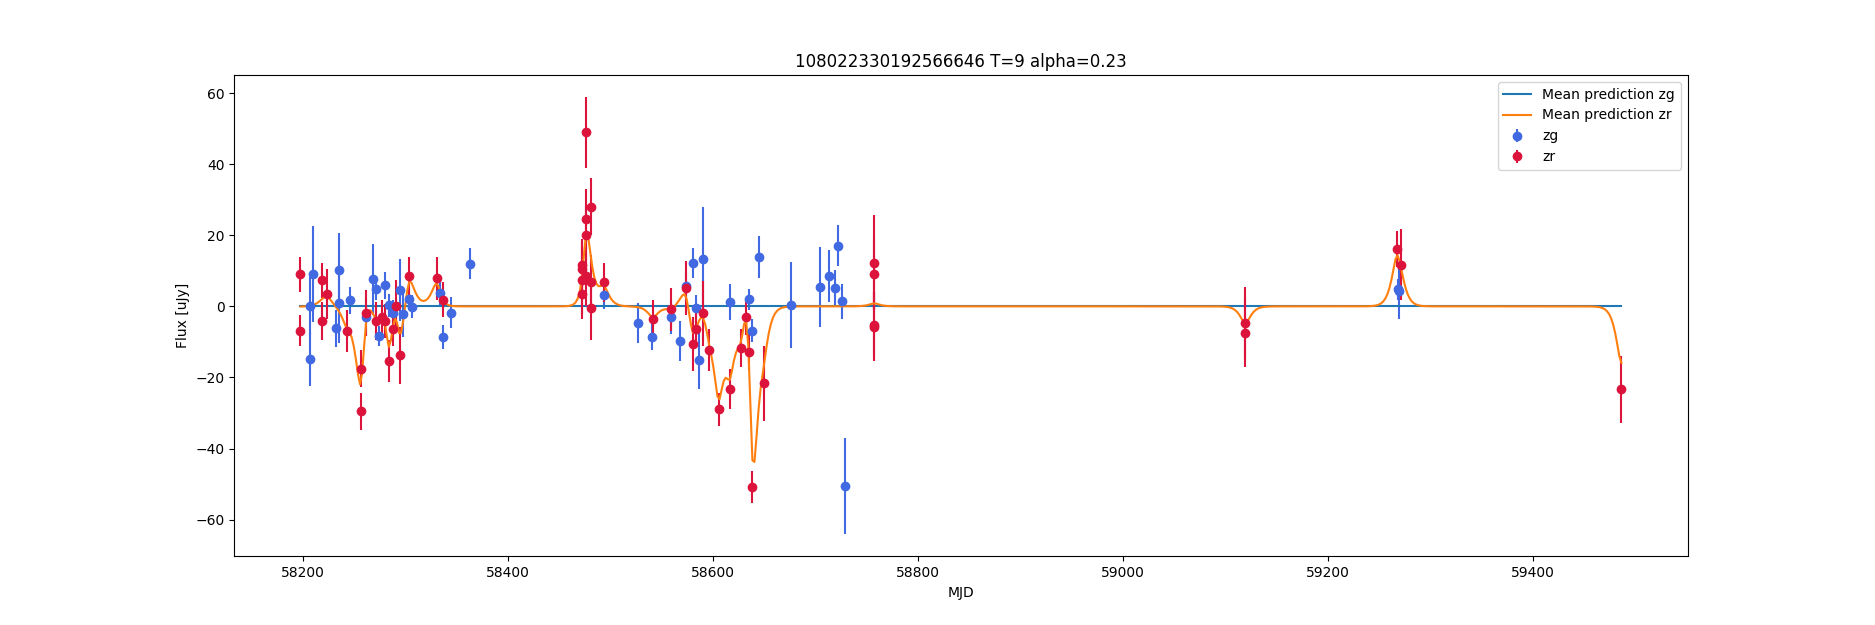 108022330192566646 T=9 alpha=0.23
Mean prediction zg
Mean prediction zr
zg
zr
60
40
20
0
−20
−40
−60
Flux [uJy]
58200 58400 58600 58800 59000 59200 59400
MJD